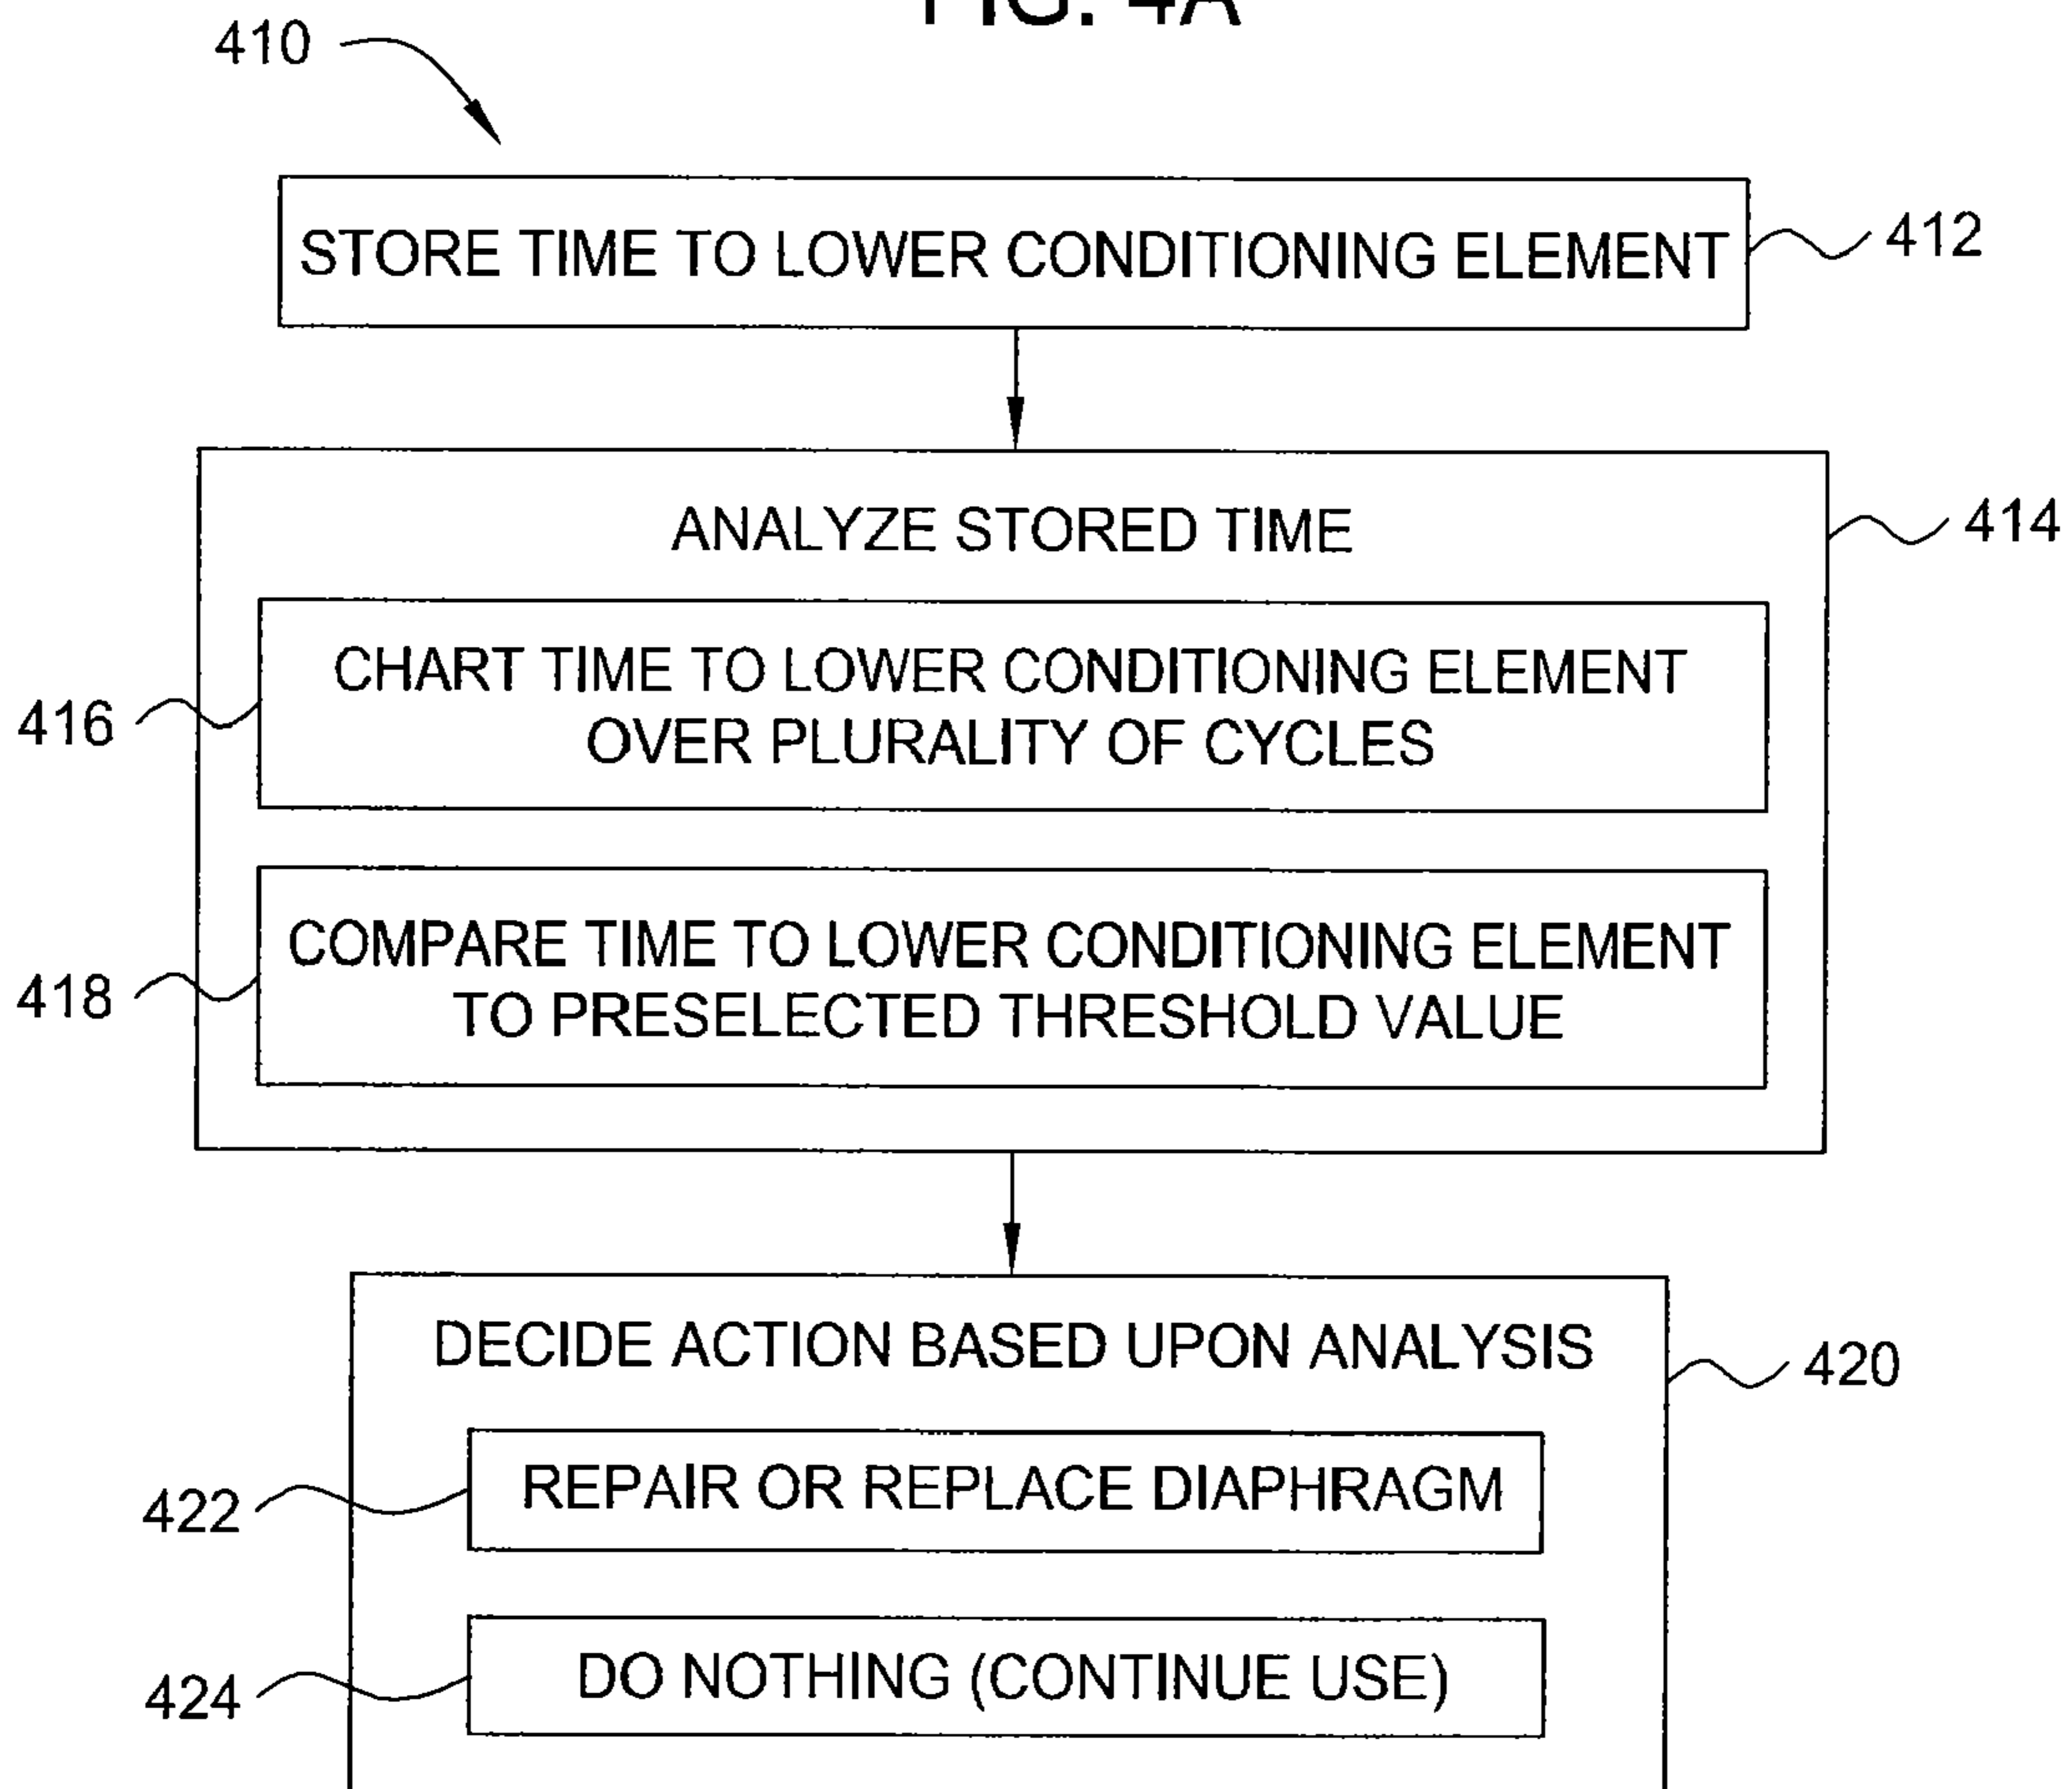 FIG. 4A
410
STORE TIME TO LOWER CONDITIONING ELEMENT
412
ANALYZE STORED TIME
414
CHART TIME TO LOWER CONDITIONING ELEMENT
OVER PLURALITY OF CYCLES
416
COMPARE TIME TO LOWER CONDITIONING ELEMENT
TO PRESELECTED THRESHOLD VALUE
418
DECIDE ACTION BASED UPON ANALYSIS
420
REPAIR OR REPLACE DIAPHRAGM
422
DO NOTHING (CONTINUE USE)
424